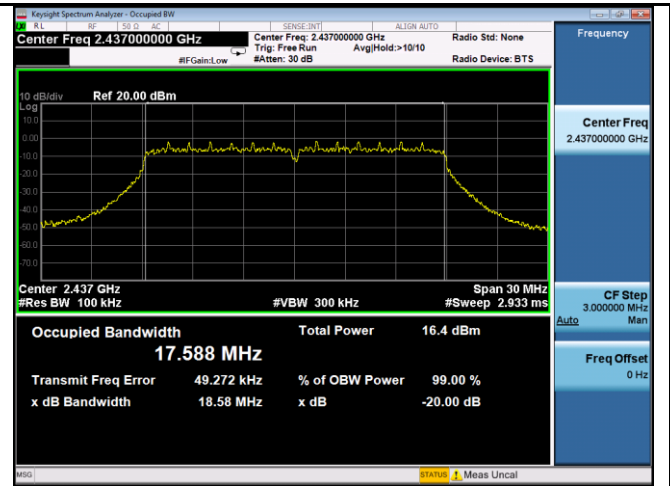 Keysight Spectrum Analyzer - Occupied BW
RL RF 50 Ω AC SENSE:INT ALIGN AUTO
Center Freq 2.437000000 GHz
Center Freq: 2.437000000 GHz
Radio Std: None
Trig: Free Run Avg|Hold:>10/10
#IFGain:Low
#Atten: 30 dB
Radio Device: BTS
Frequency
10 dB/div Ref 20.00 dBm
Log
10.0
0.00
-10.0
-20.0
-30.0
-40.0
-50.0
-60.0
-70.0
Center 2.437 GHz Span 30 MHz
#Res BW 100 kHz #VBW 300 kHz #Sweep 2.933 ms
Occupied Bandwidth Total Power 16.4 dBm
17.588 MHz
Transmit Freq Error 49.272 kHz % of OBW Power 99.00 %
x dB Bandwidth 18.58 MHz x dB -20.00 dB
Center Freq
2.437000000 GHz
CF Step
3.000000 MHz
Auto Man
Freq Offset
0 Hz
MSG STATUS Meas Uncal